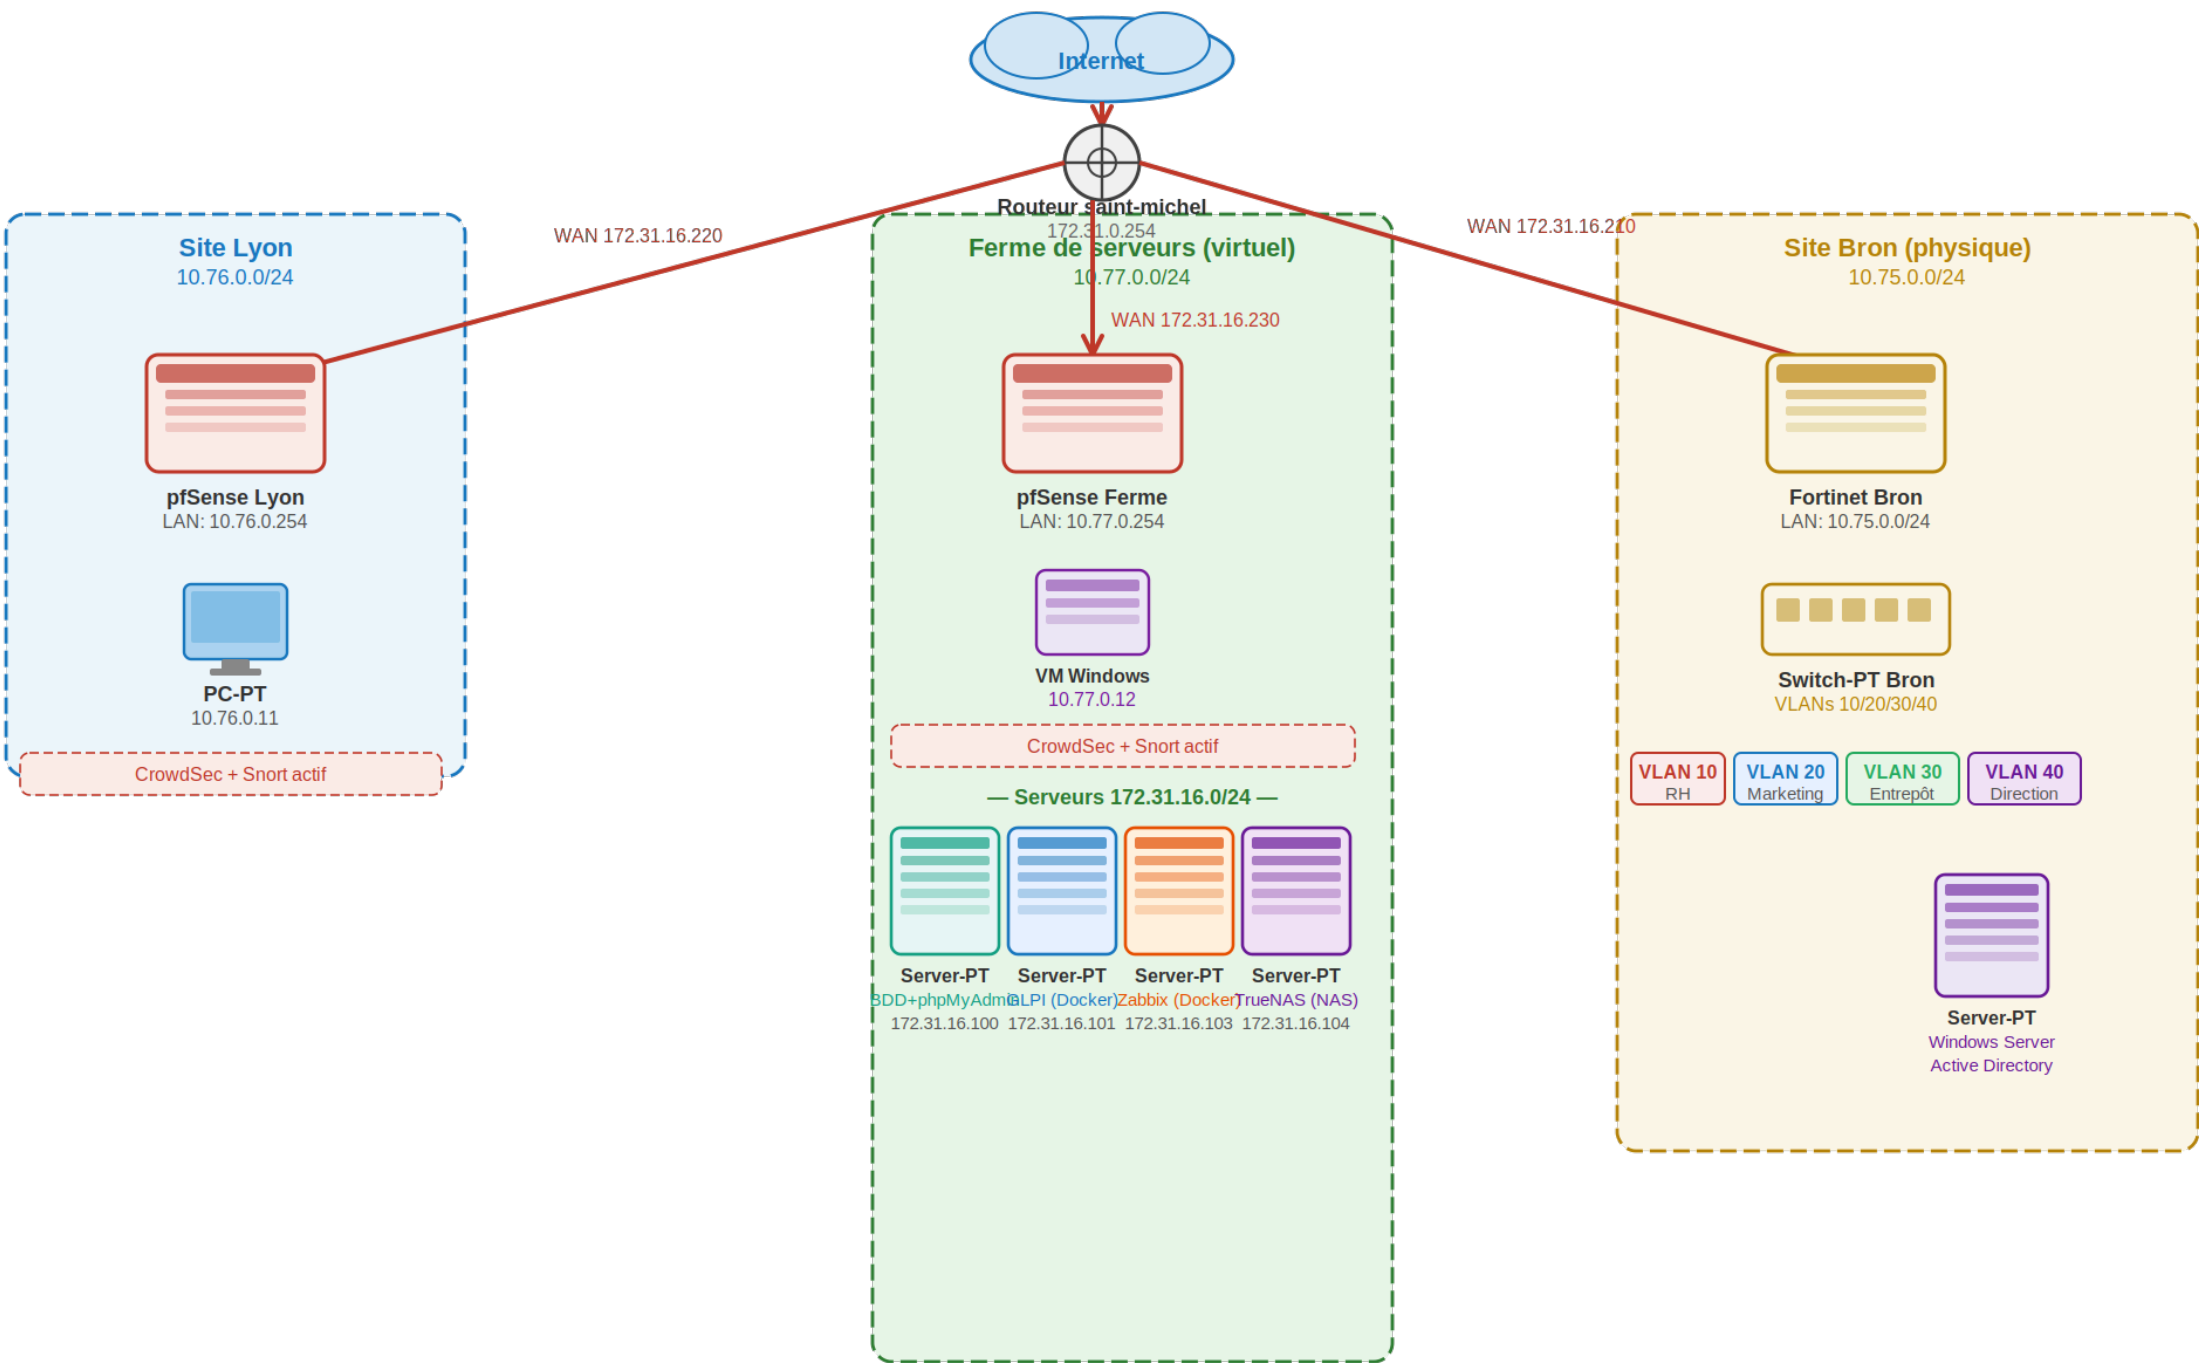 Internet
Routeur saint-michel
172.31.0.254
WAN 172.31.16.220
WAN 172.31.16.230
WAN 172.31.16.210
Site Lyon
10.76.0.0/24
pfSense Lyon
LAN: 10.76.0.254
PC-PT
10.76.0.11
CrowdSec + Snort actif
Ferme de serveurs (virtuel)
10.77.0.0/24
pfSense Ferme
LAN: 10.77.0.254
VM Windows
10.77.0.12
CrowdSec + Snort actif
— Serveurs 172.31.16.0/24 —
Server-PT
BDD+phpMyAdmin
172.31.16.100
Server-PT
GLPI (Docker)
172.31.16.101
Server-PT
Zabbix (Docker)
172.31.16.103
Server-PT
TrueNAS (NAS)
172.31.16.104
Site Bron (physique)
10.75.0.0/24
Fortinet Bron
LAN: 10.75.0.0/24
Switch-PT Bron
VLANs 10/20/30/40
VLAN 10
RH
VLAN 20
Marketing
VLAN 30
Entrepôt
VLAN 40
Direction
Server-PT
Windows Server
Active Directory